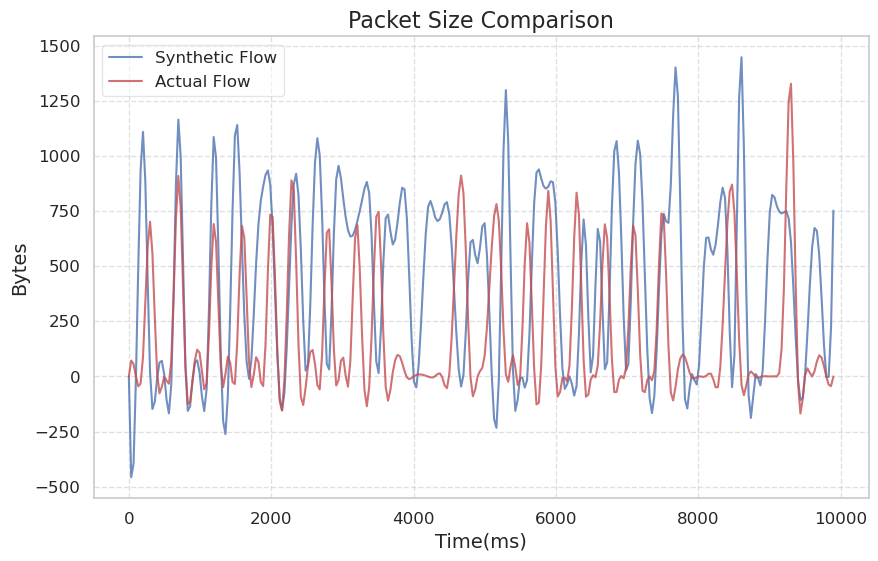 Packet Size Comparison
Synthetic Flow
Actual Flow
1500
1250
1000
750
500
250
0
−250
−500
Bytes
0 2000 4000 6000 8000 10000
Time(ms)